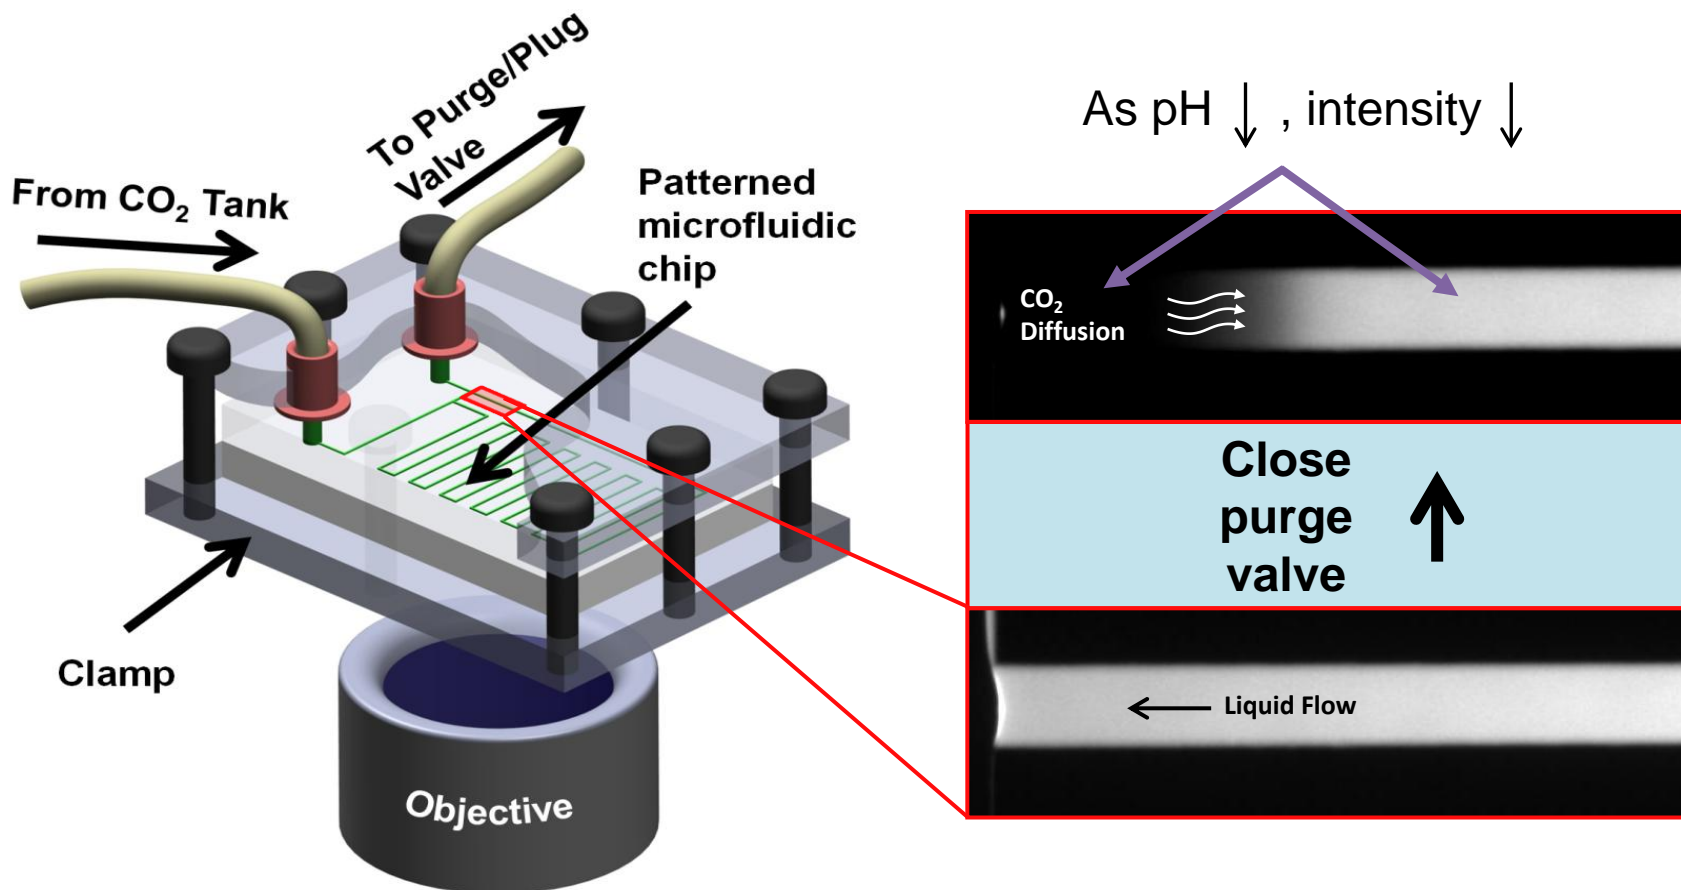 To Purge/Plug
Valve
From CO₂ Tank
Patterned
microfluidic
chip
Clamp
Objective
As pH ↓ , intensity ↓
CO₂
Diffusion
Close
purge
valve
Liquid Flow